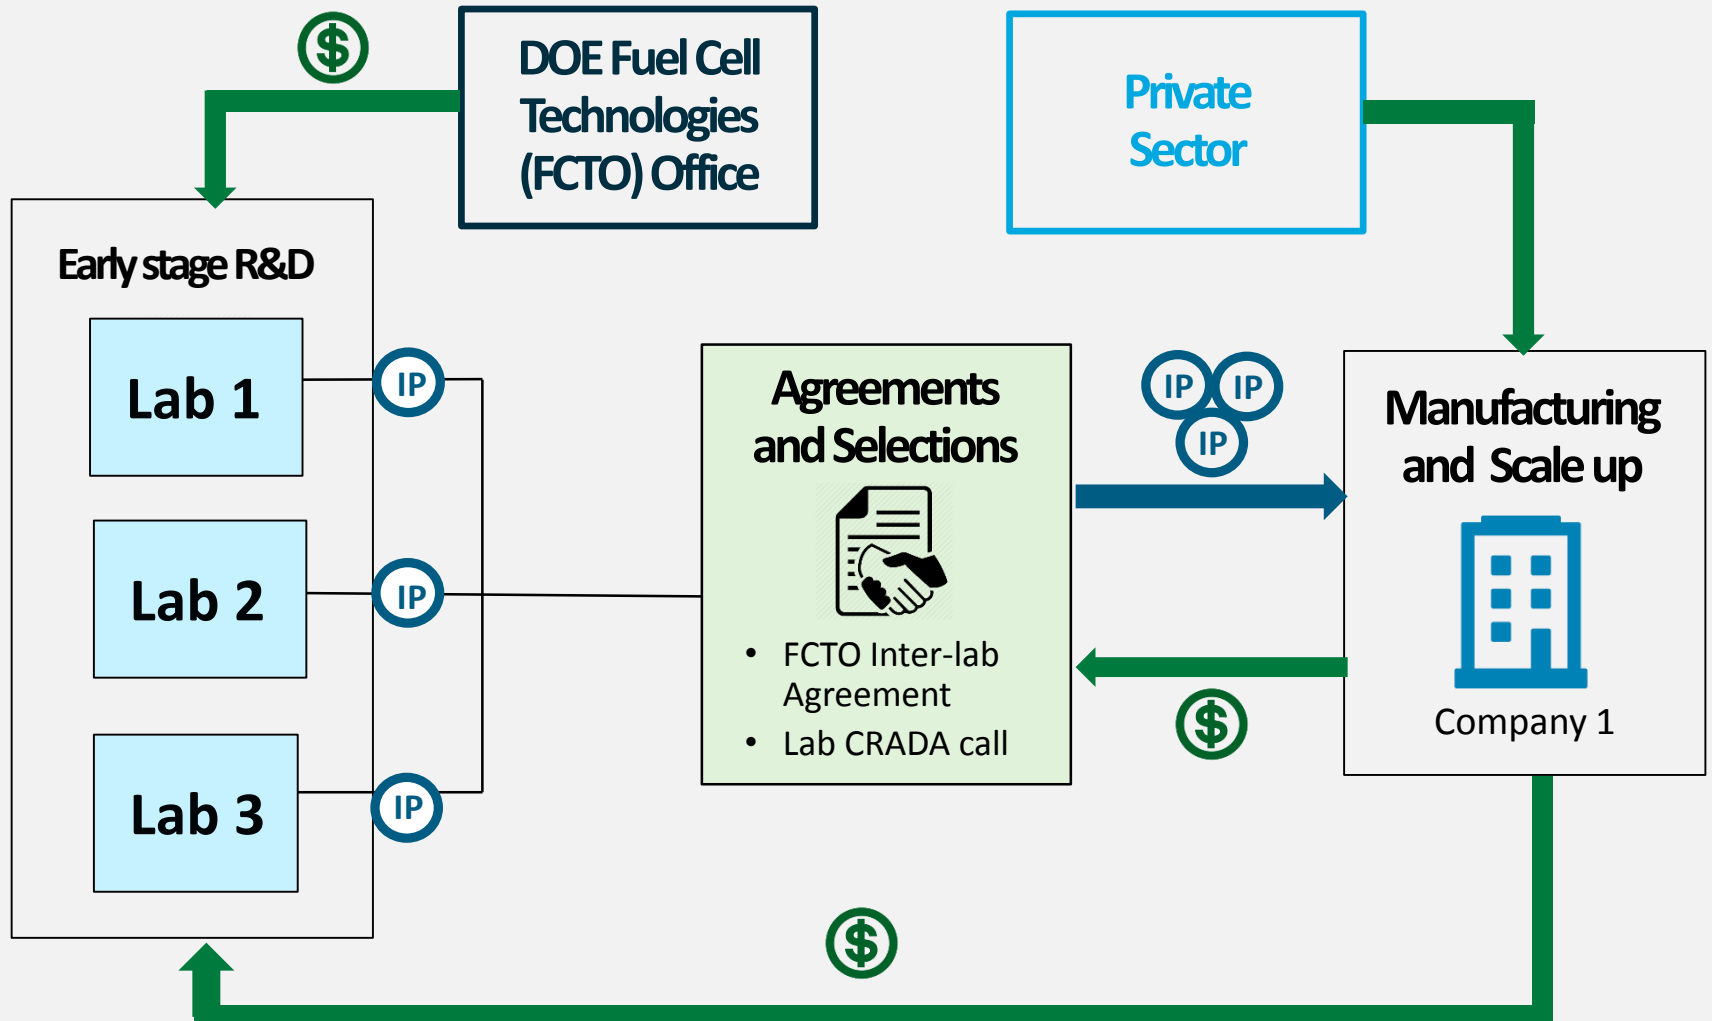 $
DOE Fuel Cell
Technologies
(FCTO) Office
Private
Sector
Early stage R&D
Lab 1
IP
Lab 2
IP
Lab 3
IP
Agreements
and Selections
• FCTO Inter-lab
Agreement
• Lab CRADA call
IP
IP
IP
$
Manufacturing
and Scale up
Company 1
$